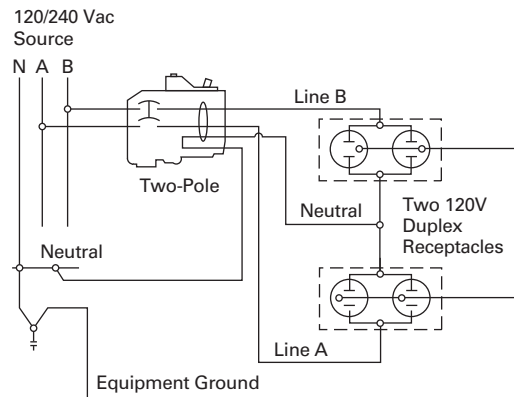 120/240 Vac
Source
N A B
Line B
Two-Pole
Neutral
Two 120V
Duplex
Receptacles
Neutral
Line A
Equipment Ground